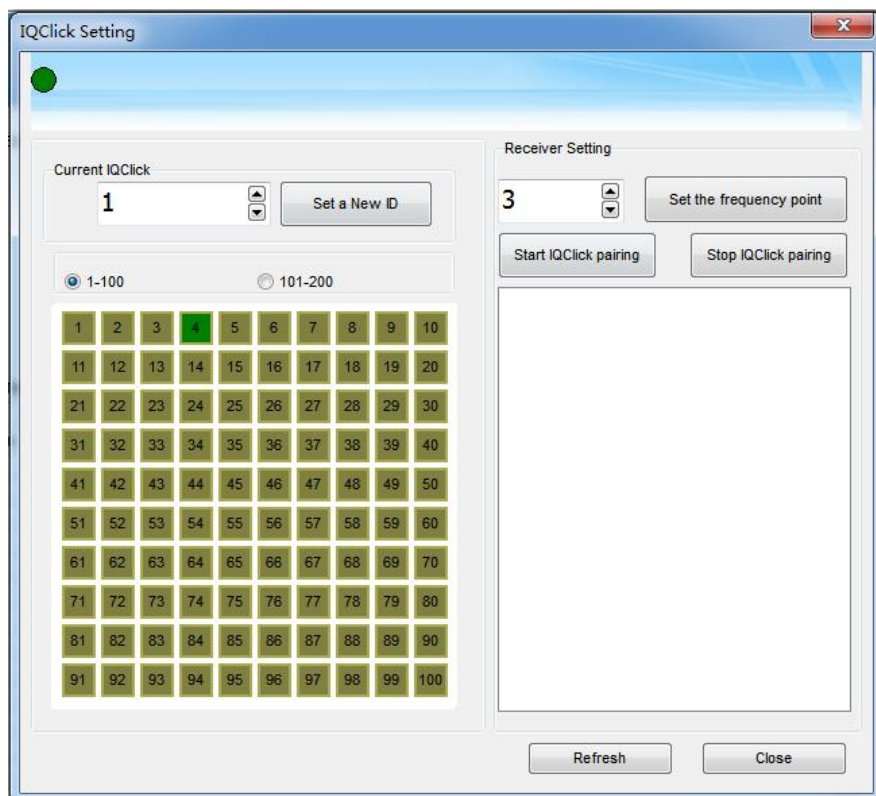 IQClick Setting
Current IQClick
1
Set a New ID
1-100
101-200
1 2 3 4 5 6 7 8 9 10
11 12 13 14 15 16 17 18 19 20
21 22 23 24 25 26 27 28 29 30
31 32 33 34 35 36 37 38 39 40
41 42 43 44 45 46 47 48 49 50
51 52 53 54 55 56 57 58 59 60
61 62 63 64 65 66 67 68 69 70
71 72 73 74 75 76 77 78 79 80
81 82 83 84 85 86 87 88 89 90
91 92 93 94 95 96 97 98 99 100
Receiver Setting
3
Set the frequency point
Start IQClick pairing
Stop IQClick pairing
Refresh
Close